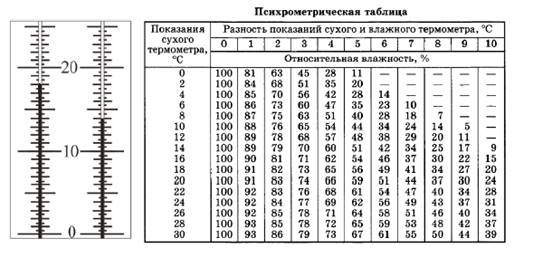 Психрометрическая таблица
Показания сухого термометра, °С
Разность показаний сухого и влажного термометра, °С
0 1 2 3 4 5 6 7 8 9 10
Относительная влажность, %
0 100 81 63 45 28 11 — — — — —
2 100 84 68 51 35 20 — — — — —
4 100 85 70 56 42 28 14 — — — —
6 100 86 73 60 47 35 23 10 — — —
8 100 87 75 63 51 40 28 18 7 — —
10 100 88 76 65 54 44 34 24 14 5 —
12 100 89 78 68 57 48 38 29 20 11 —
14 100 89 79 70 60 51 42 34 25 17 9
16 100 90 81 71 62 54 46 37 30 22 15
18 100 91 82 73 65 56 49 41 34 27 20
20 100 91 83 74 66 59 51 44 37 30 24
22 100 92 83 76 68 61 54 47 40 34 28
24 100 92 84 77 69 62 56 49 43 37 31
26 100 92 85 78 71 64 58 51 46 40 34
28 100 93 85 78 72 65 59 53 48 42 37
30 100 93 86 79 73 67 61 55 50 44 39
20
10
0